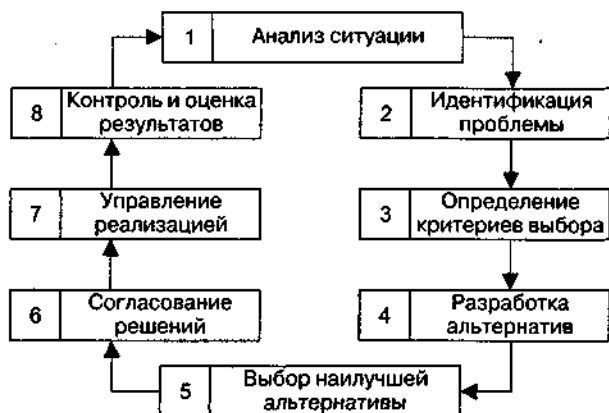 1 Анализ ситуации
2 Идентификация
проблемы
3 Определение
критериев выбора
4 Разработка
альтернатив
5 Выбор наилучшей
альтернативы
6 Согласование
решений
7 Управление
реализацией
8 Контроль и оценка
результатов